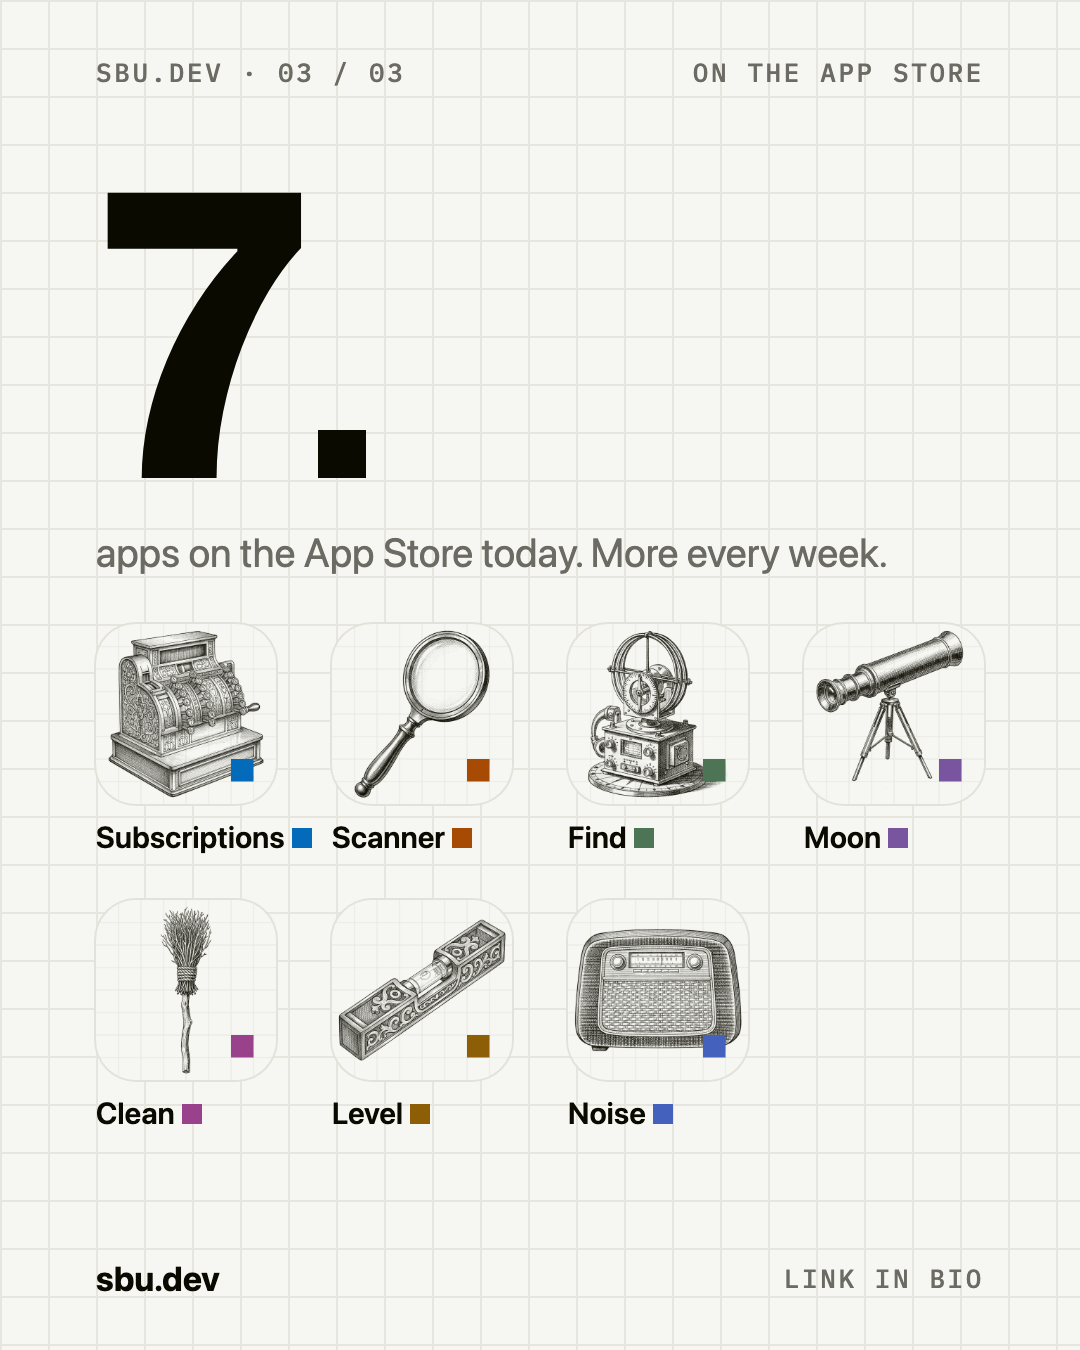 SBU.DEV · 03 / 03
ON THE APP STORE
7.
apps on the App Store today. More every week.
Subscriptions
Scanner
Find
Moon
Clean
Level
Noise
sbu.dev
LINK IN BIO